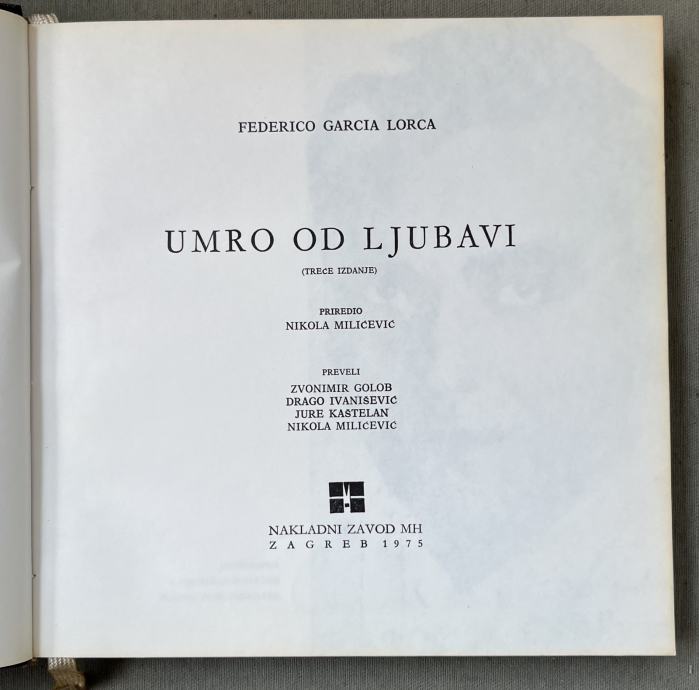 FEDERICO GARCIA LORCA
UMRO OD LJUBAVI
(TREĆE IZDANJE)
PRIREDIO
NIKOLA MILIĆEVIĆ
PREVELI
ZVONIMIR GOLOB
DRAGO IVANIŠEVIĆ
JURE KAŠTELAN
NIKOLA MILIĆEVIĆ
NAKLADNI ZAVOD MH
ZAGREB 1975